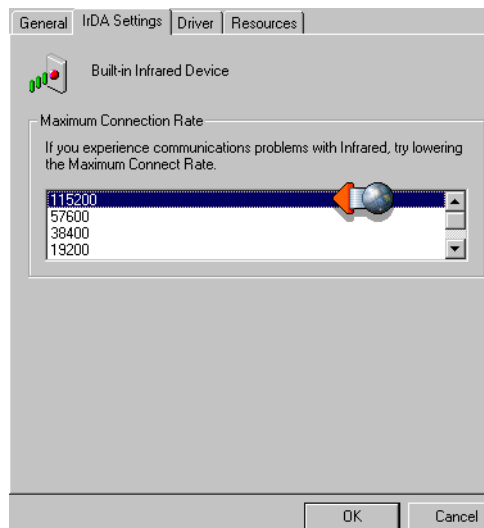 General IrDA Settings Driver Resources
Built-in Infrared Device
Maximum Connection Rate
If you experience communications problems with Infrared, try lowering
the Maximum Connect Rate.
115200
57600
38400
19200
OK Cancel